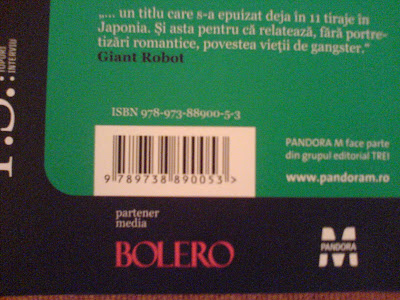 „... un titlu care s-a epuizat deja în 11 tiraje în
Japonia. Și asta pentru că relatează, fără portre-
tizări romantice, povestea vieții de gangster.“
Giant Robot
P.S.:
TOPURI
INTERVIU
ISBN 978-973-88900-5-3
9 789738 890053 >
PANDORA M face parte
din grupul editorial TREI
www.pandoram.ro
partener
media
BOLERO
M
PANDORA